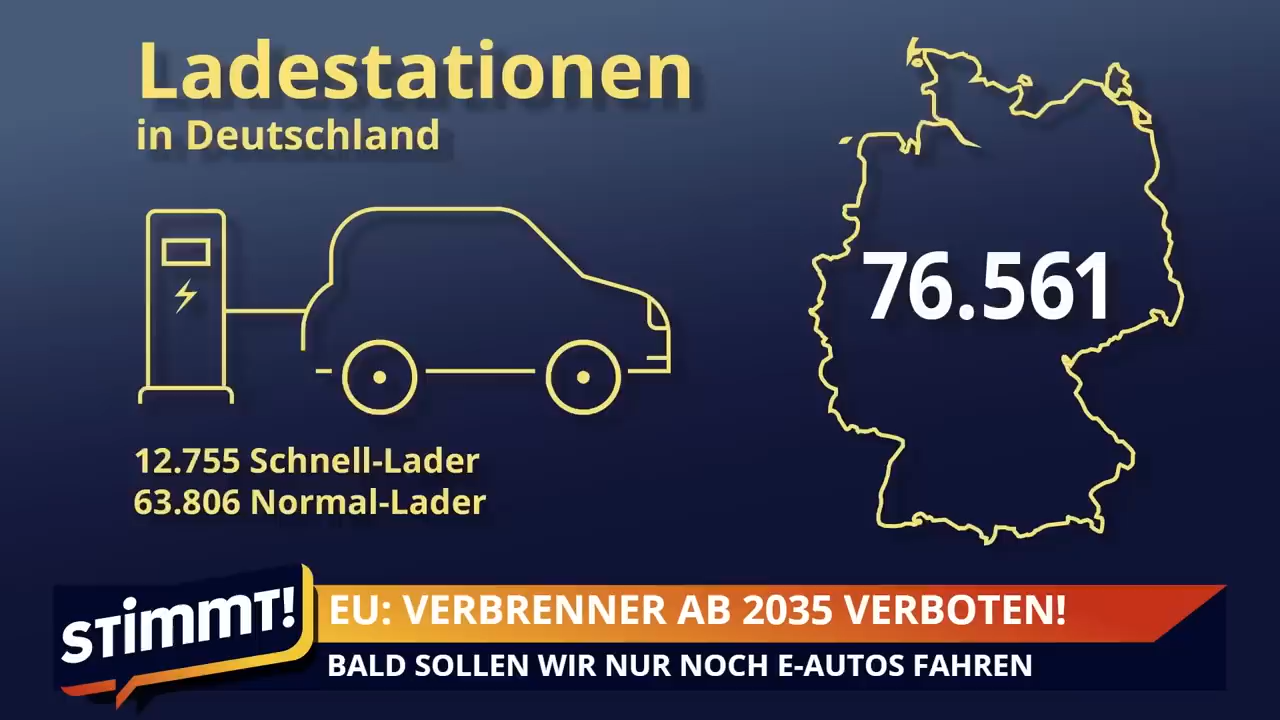 Ladestationen
in Deutschland
76.561
12.755 Schnell-Lader
63.806 Normal-Lader
STimmT!
EU: VERBRENNER AB 2035 VERBOTEN!
BALD SOLLEN WIR NUR NOCH E-AUTOS FAHREN